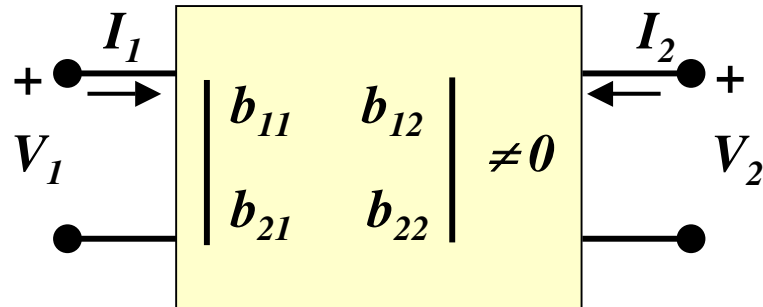 I₁ I₂
+ b₁₁ b₁₂ +
V₁ ≠0 V₂
b₂₁ b₂₂